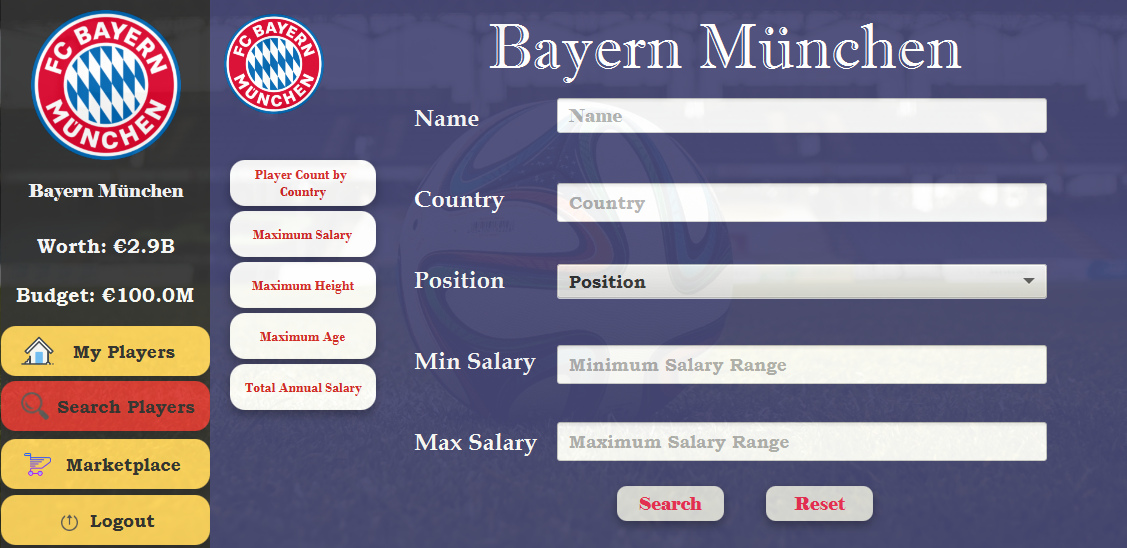 FC BAYERN
MÜNCHEN
Bayern München
Worth: €2.9B
Budget: €100.0M
My Players
Search Players
Marketplace
Logout
FC BAYERN
MÜNCHEN
Player Count by
Country
Maximum Salary
Maximum Height
Maximum Age
Total Annual Salary
Bayern München
Name
Name
Country
Country
Position
Position
Min Salary
Minimum Salary Range
Max Salary
Maximum Salary Range
Search
Reset